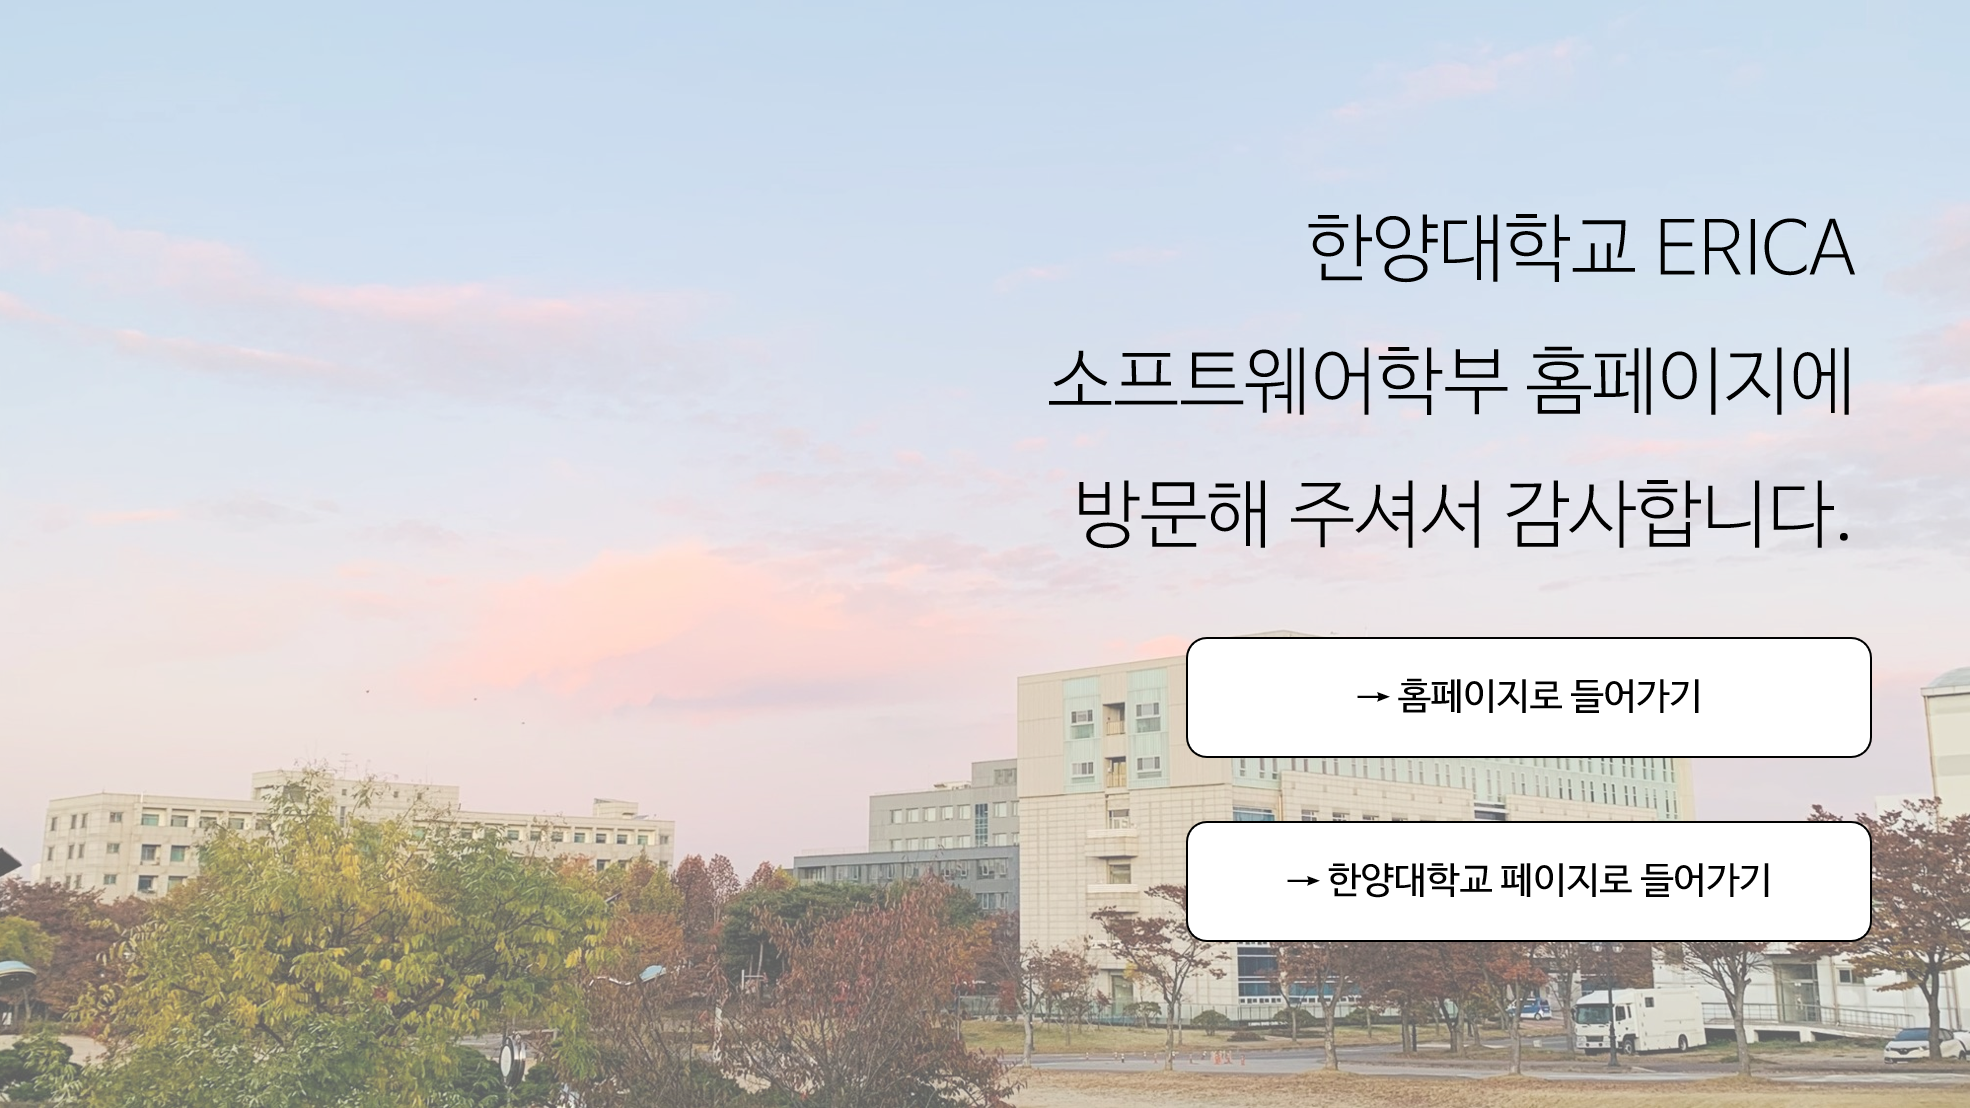 한양대학교 ERICA
소프트웨어학부 홈페이지에
방문해 주셔서 감사합니다.
→ 홈페이지로 들어가기
→ 한양대학교 페이지로 들어가기